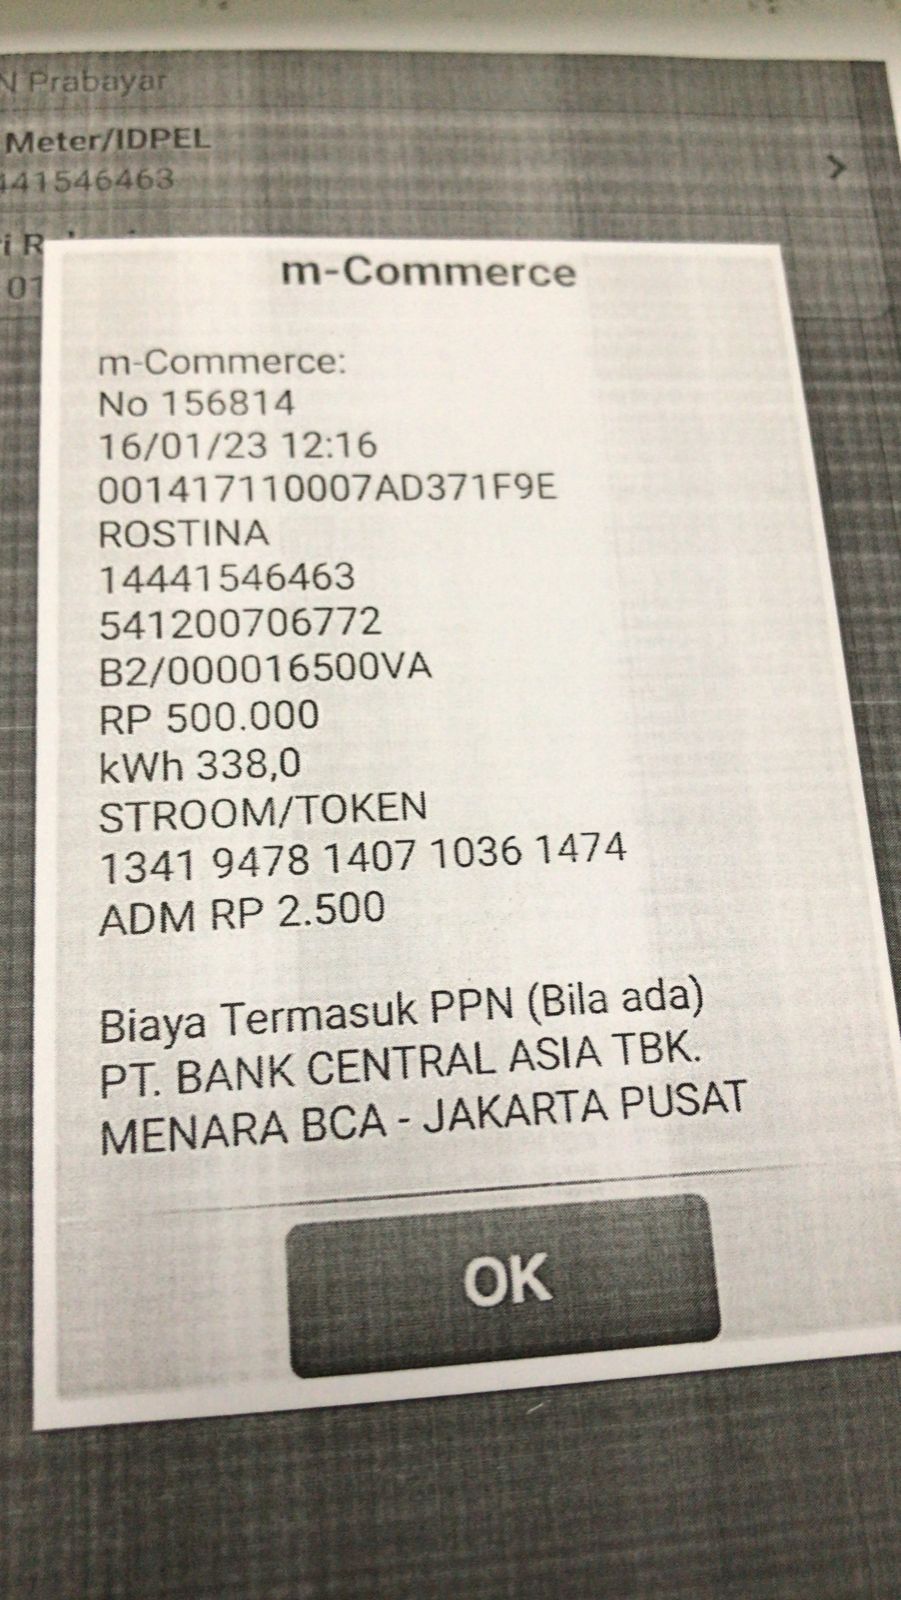 Prabayar
Meter/IDPEL
441546463
m-Commerce
m-Commerce:
No 156814
16/01/23 12:16
001417110007AD371F9E
ROSTINA
14441546463
541200706772
B2/000016500VA
RP 500.000
kWh 338,0
STROOM/TOKEN
1341 9478 1407 1036 1474
ADM RP 2.500
Biaya Termasuk PPN (Bila ada)
PT. BANK CENTRAL ASIA TBK.
MENARA BCA - JAKARTA PUSAT
OK